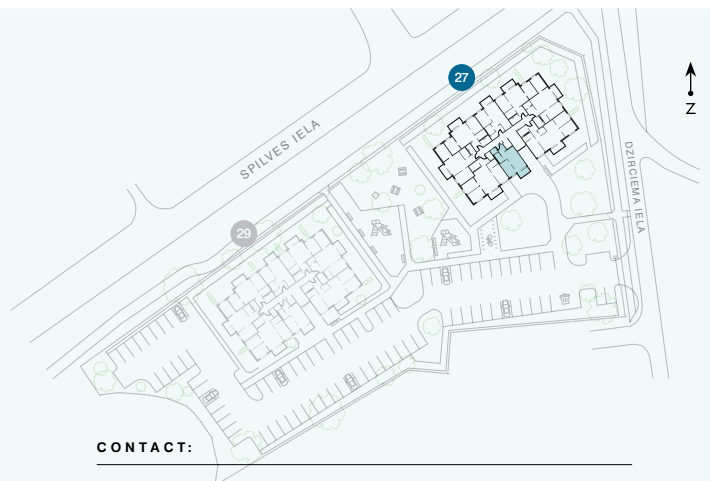 27
Z
SPILVES IELA
DZIRCIEMA IELA
29
CONTACT: